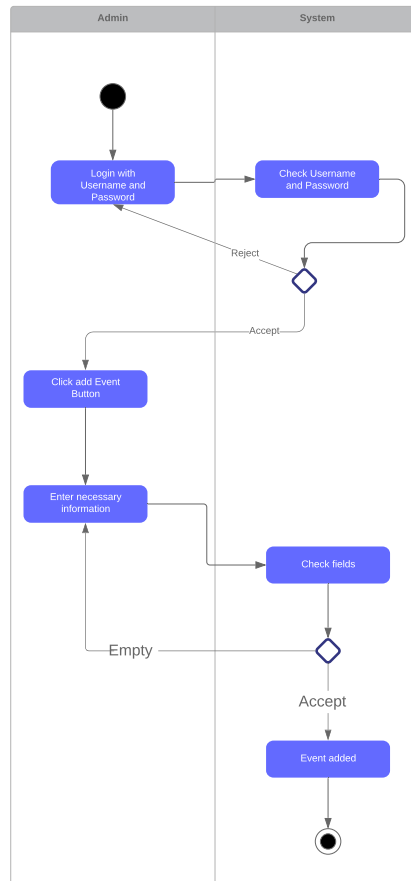 Admin
System
Login with
Username and
Password
Check Username
and Password
Reject
Accept
Click add Event
Button
Enter necessary
information
Check fields
Empty
Accept
Event added